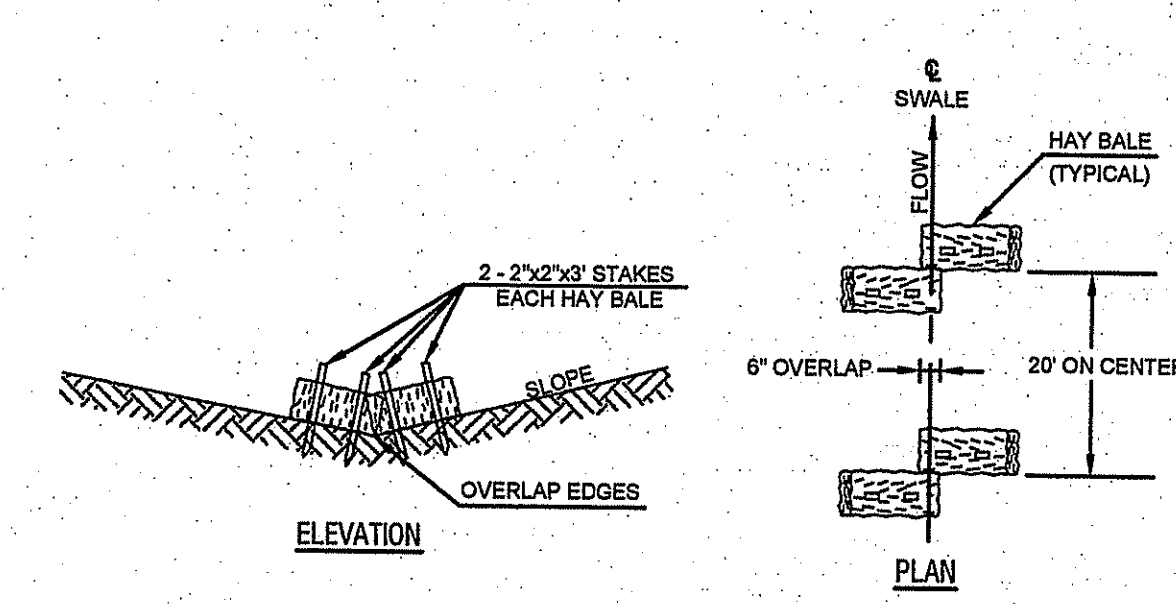 2 - 2"x2"x3' STAKES
EACH HAY BALE
SLOPE
OVERLAP EDGES
ELEVATION
℄
SWALE
FLOW
HAY BALE
(TYPICAL)
6" OVERLAP
20' ON CENTER
PLAN